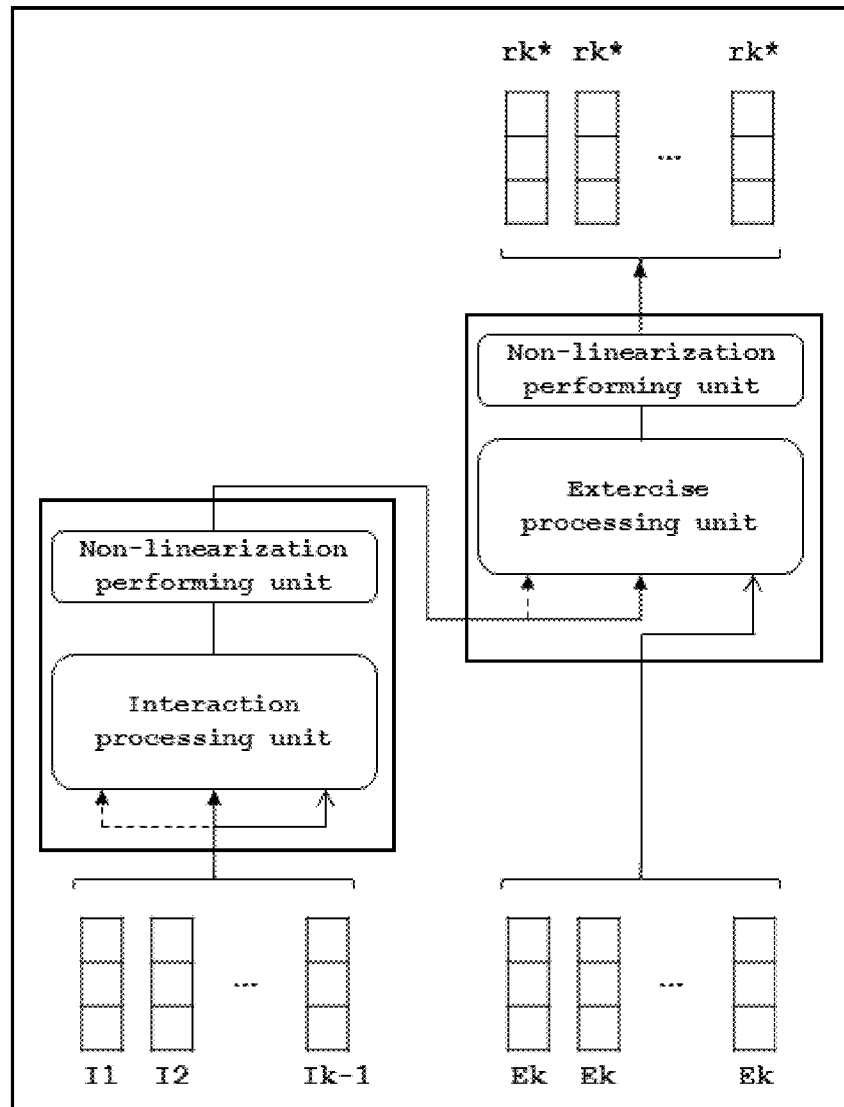 rk* rk* rk*
...
Non-linearization
performing unit
Extercise
processing unit
Non-linearization
performing unit
Interaction
processing unit
... ...
I1 I2 Ik-1 Ek Ek Ek